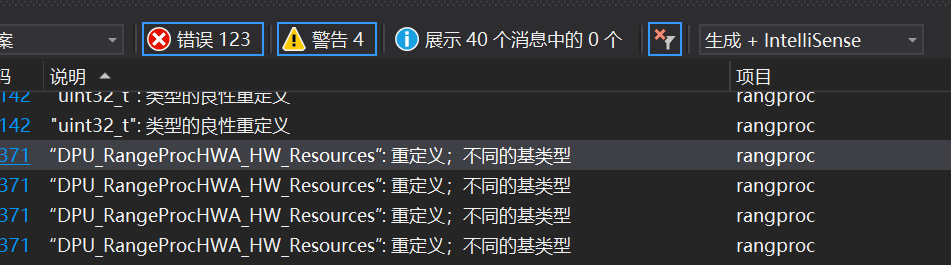 案 错误 123 警告 4 展示 40 个消息中的 0 个 生成 + IntelliSense
码 说明 项目
142 "uint32_t": 类型的良性重定义 rangproc
142 "uint32_t": 类型的良性重定义 rangproc
371 “DPU_RangeProcHWA_HW_Resources”: 重定义；不同的基类型 rangproc
371 “DPU_RangeProcHWA_HW_Resources”: 重定义；不同的基类型 rangproc
371 “DPU_RangeProcHWA_HW_Resources”: 重定义；不同的基类型 rangproc
371 “DPU_RangeProcHWA_HW_Resources”: 重定义；不同的基类型 rangproc